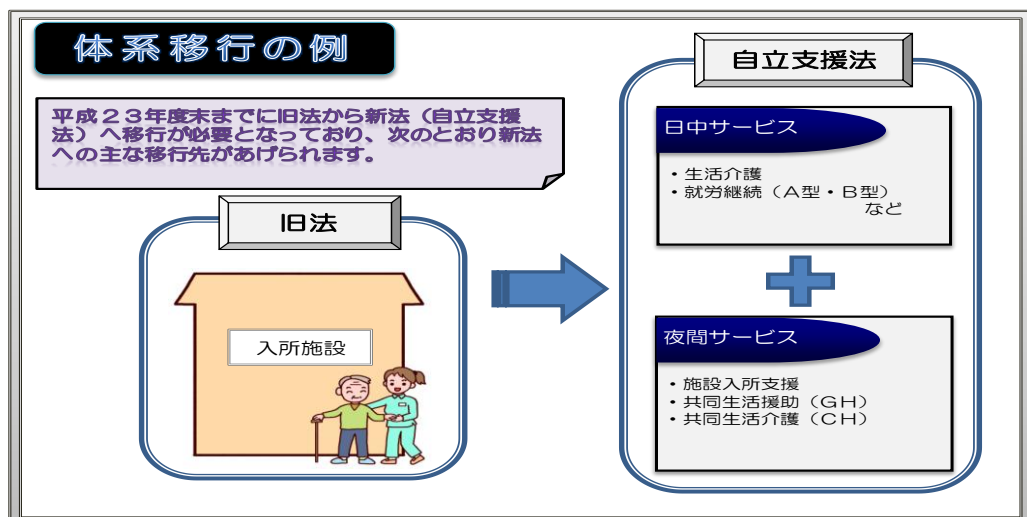 体系移行の例
平成２３年度末までに旧法から新法（自立支援
法）へ移行が必要となっており、次のとおり新法
への主な移行先があげられます。
旧法
入所施設
自立支援法
日中サービス
・生活介護
・就労継続（Ａ型・Ｂ型）
など
夜間サービス
・施設入所支援
・共同生活援助（ＧＨ）
・共同生活介護（ＣＨ）